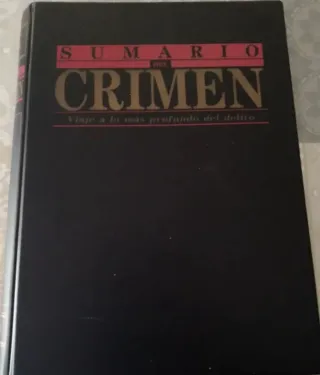 SUMARIO
DEL
CRIMEN
Viaje a lo más profundo del delito